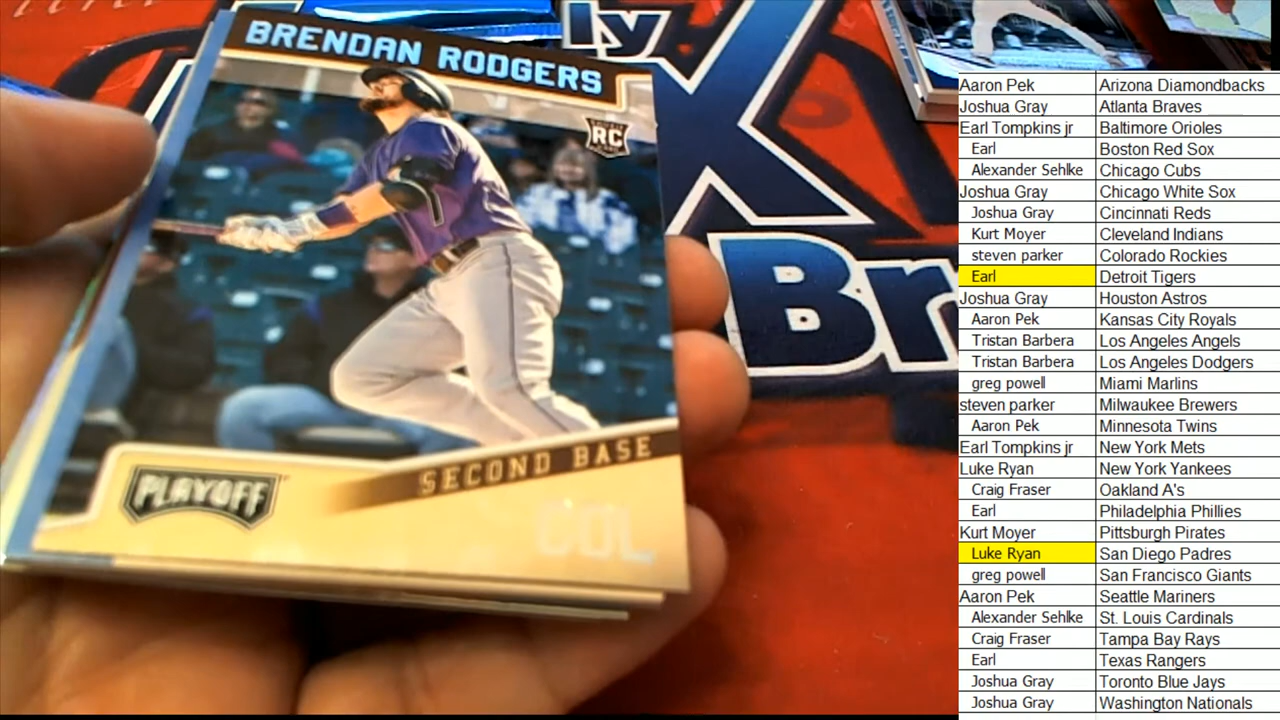 ly
BRENDAN RODGERS
RC
K
Br
SECOND BASE
PLAYOFF
COL
Aaron Pek Arizona Diamondbacks
Joshua Gray Atlanta Braves
Earl Tompkins jr Baltimore Orioles
Earl Boston Red Sox
Alexander Sehlke Chicago Cubs
Joshua Gray Chicago White Sox
Joshua Gray Cincinnati Reds
Kurt Moyer Cleveland Indians
steven parker Colorado Rockies
Earl Detroit Tigers
Joshua Gray Houston Astros
Aaron Pek Kansas City Royals
Tristan Barbera Los Angeles Angels
Tristan Barbera Los Angeles Dodgers
greg powell Miami Marlins
steven parker Milwaukee Brewers
Aaron Pek Minnesota Twins
Earl Tompkins jr New York Mets
Luke Ryan New York Yankees
Craig Fraser Oakland A's
Earl Philadelphia Phillies
Kurt Moyer Pittsburgh Pirates
Luke Ryan San Diego Padres
greg powell San Francisco Giants
Aaron Pek Seattle Mariners
Alexander Sehlke St. Louis Cardinals
Craig Fraser Tampa Bay Rays
Earl Texas Rangers
Joshua Gray Toronto Blue Jays
Joshua Gray Washington Nationals